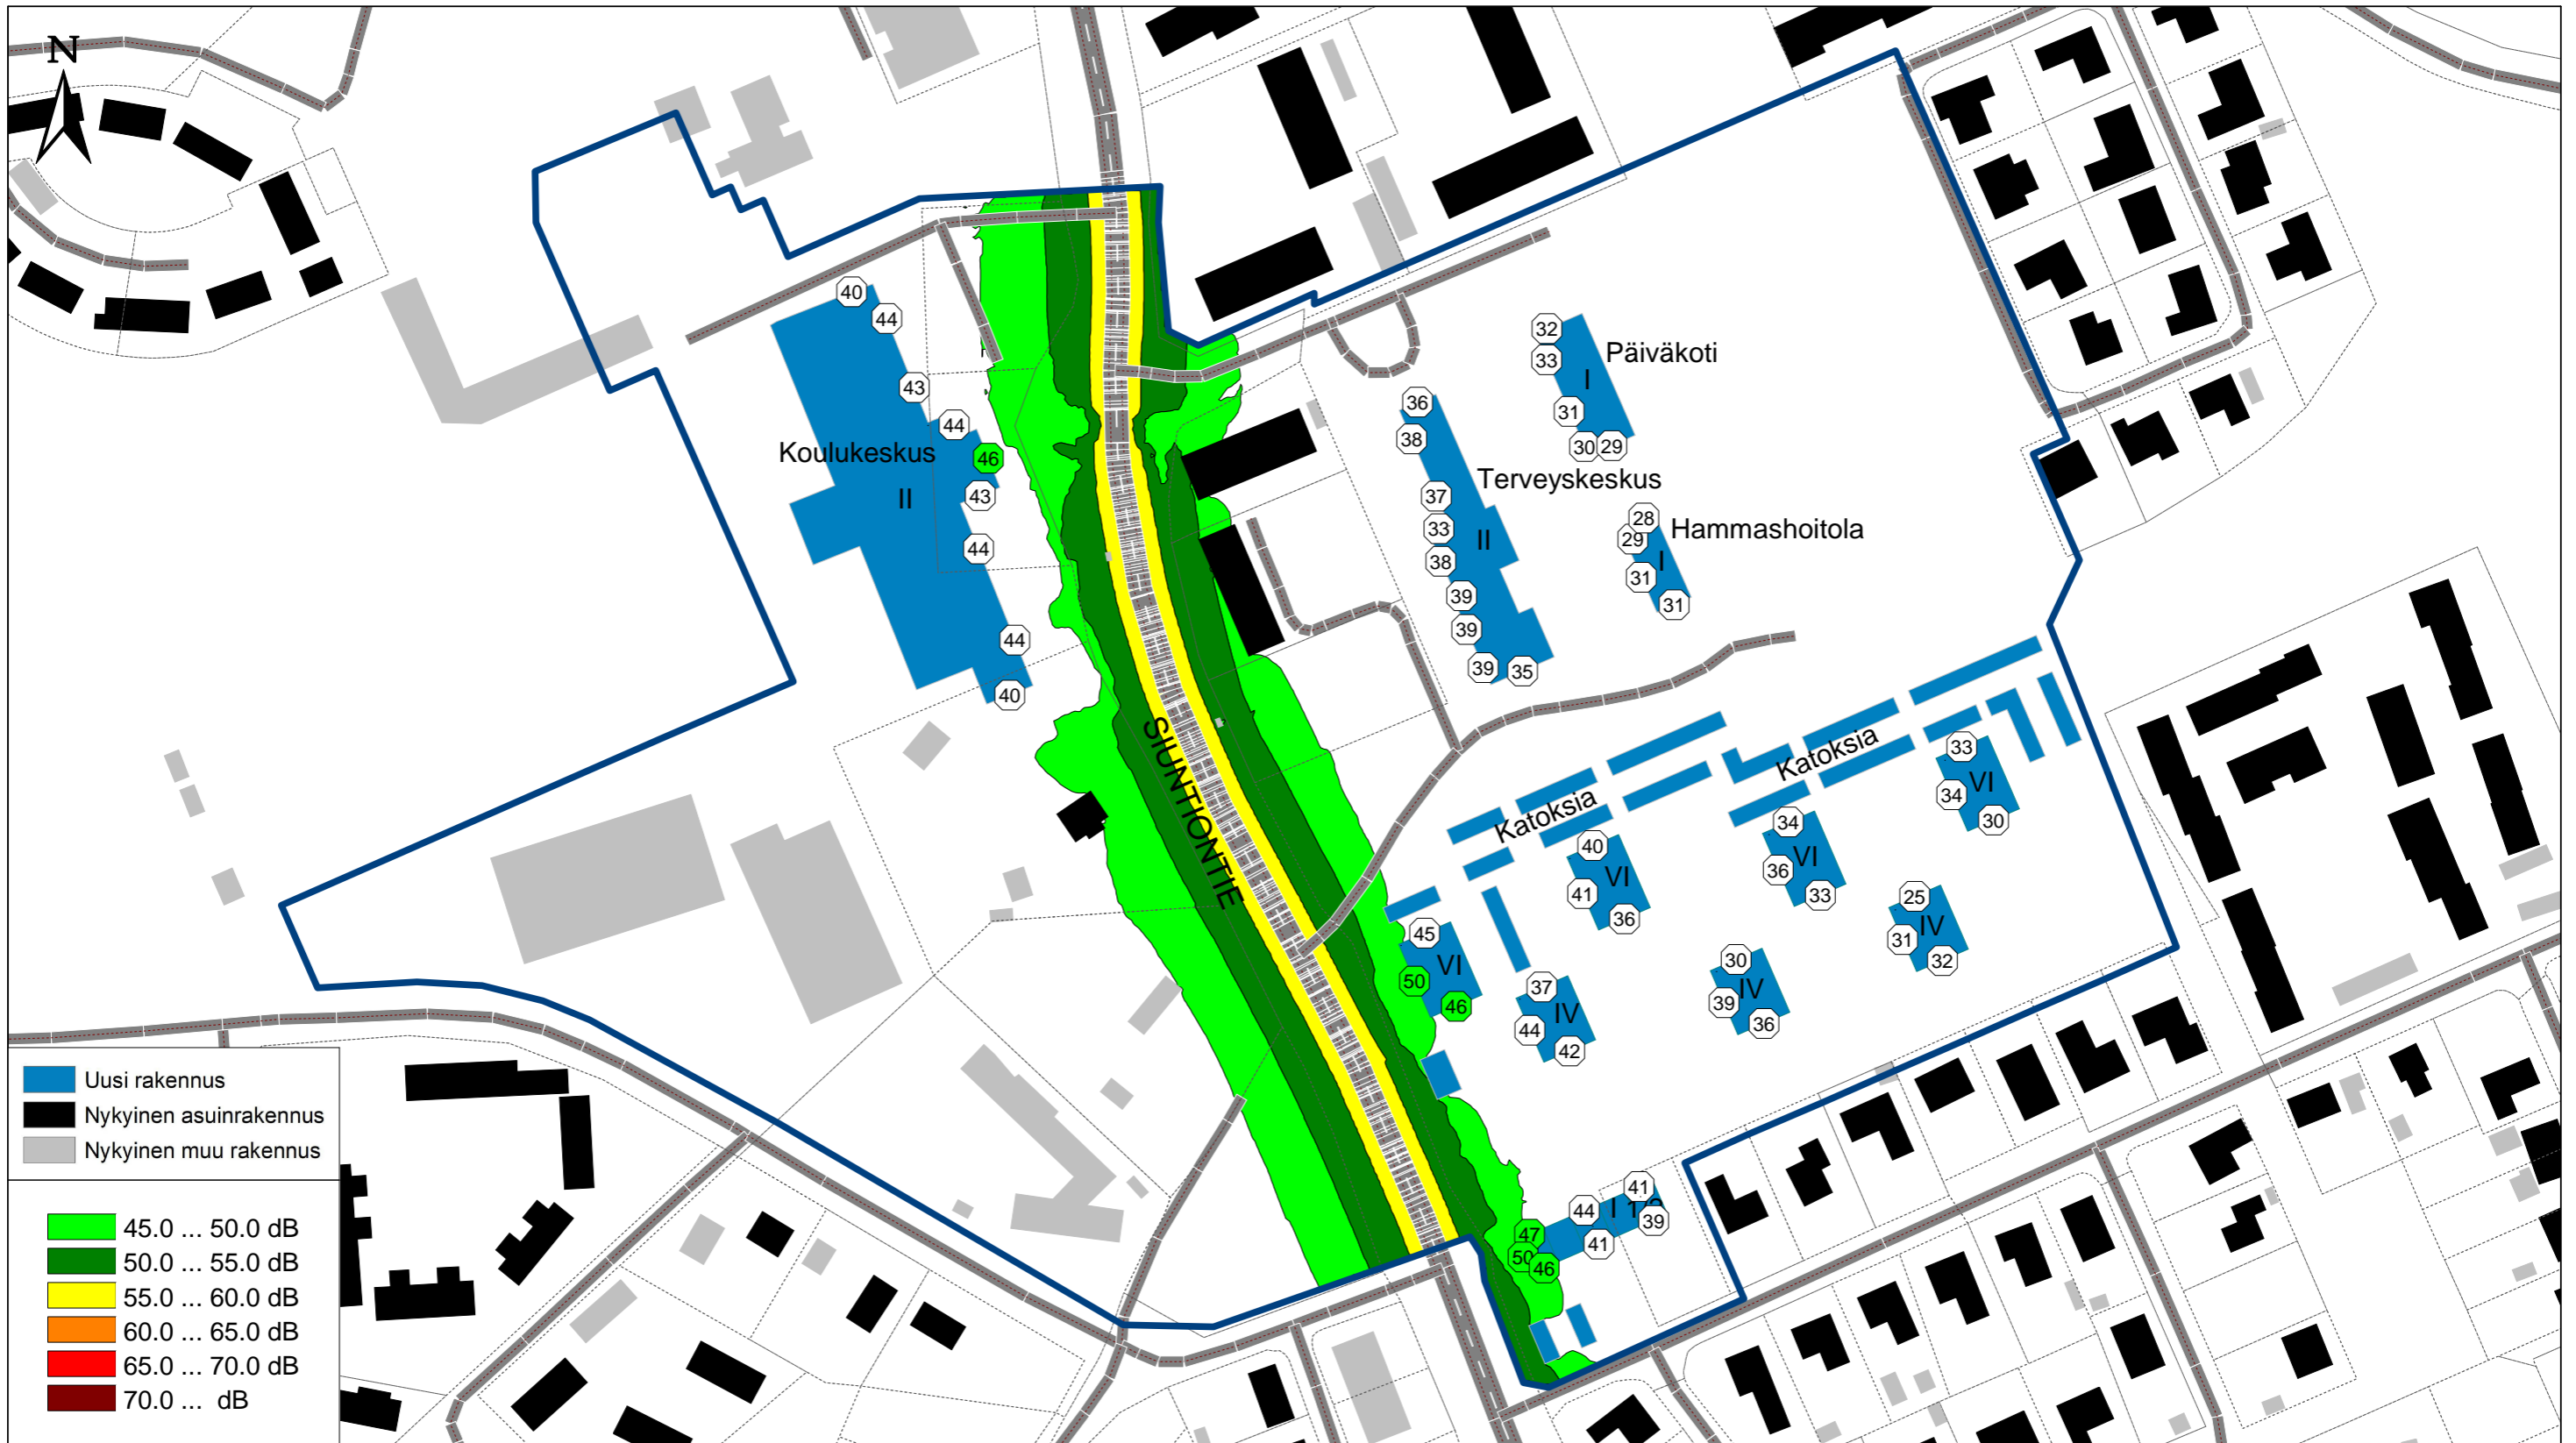 N
40
44
43
44
Koulukeskus
46
II
43
44
44
40
32
33
Päiväkoti
I
31
30
29
36
38
Terveyskeskus
37
33
II
38
39
39
39
35
28
Hammashoitola
29
I
31
31
SIUNTIONTIE
Katoksia
Katoksia
33
VI
34
30
34
VI
36
33
40
VI
41
36
25
IV
31
32
45
VI
50
46
30
IV
39
36
37
IV
44
42
41
44
I
39
47
41
50
46
Uusi rakennus
Nykyinen asuinrakennus
Nykyinen muu rakennus
45.0 ... 50.0 dB
50.0 ... 55.0 dB
55.0 ... 60.0 dB
60.0 ... 65.0 dB
65.0 ... 70.0 dB
70.0 ... dB